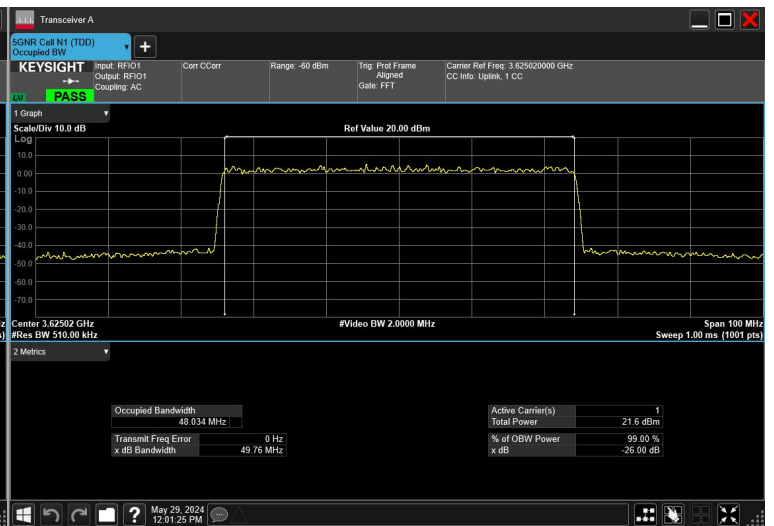 Transceiver A
5GNR Cell N1 (TDD)
Occupied BW
KEYSIGHT
Input: RFIO1
Output: RFIO1
Coupling: AC
Corr CCorr
Range: -60 dBm
Trig: Prot Frame
Aligned
Gate: FFT
Carrier Ref Freq: 3.625020000 GHz
CC Info: Uplink, 1 CC
LXI
PASS
1 Graph
Scale/Div 10.0 dB
Ref Value 20.00 dBm
Log
10.0
0.00
-10.0
-20.0
-30.0
-40.0
-50.0
-60.0
-70.0
Center 3.62502 GHz
#Video BW 2.0000 MHz
Span 100 MHz
#Res BW 510.00 kHz
Sweep 1.00 ms (1001 pts)
2 Metrics
Occupied Bandwidth
48.034 MHz
Transmit Freq Error 0 Hz
x dB Bandwidth 49.76 MHz
Active Carrier(s) 1
Total Power 21.6 dBm
% of OBW Power 99.00 %
x dB -26.00 dB
May 29, 2024
12:01:25 PM